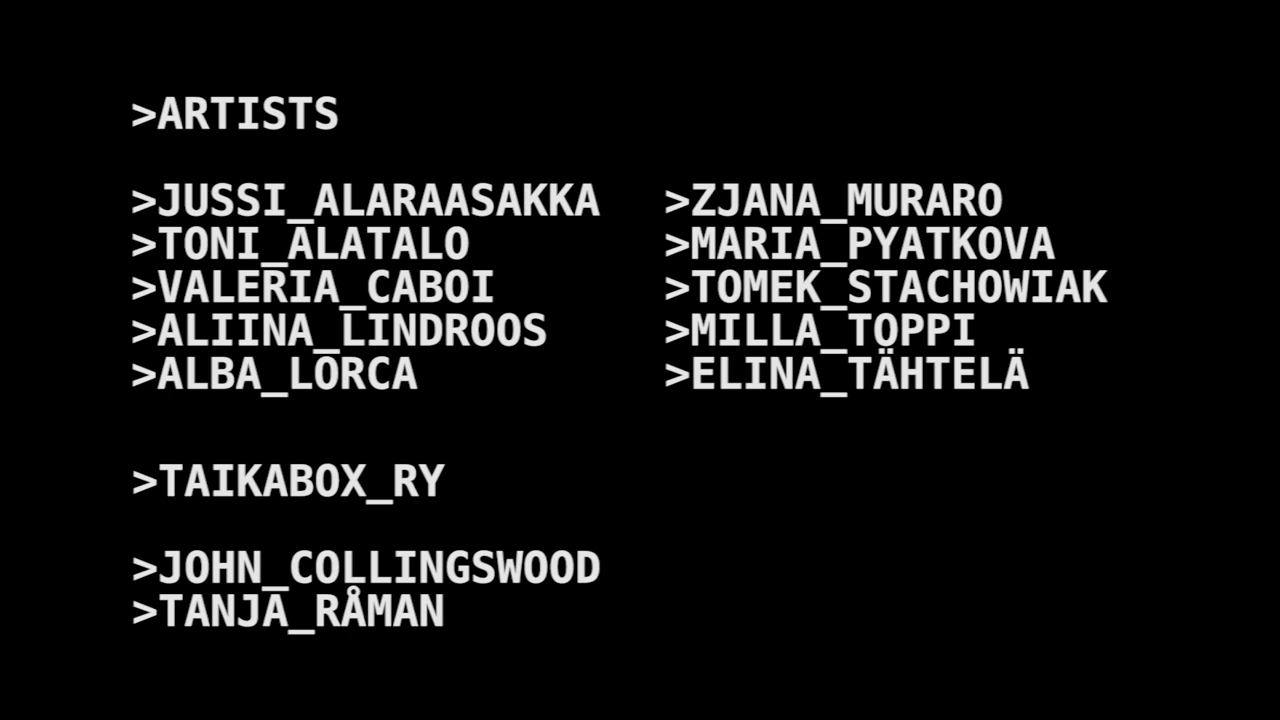 >ARTISTS
>JUSSI_ALARAASAKKA
>TONI_ALATALO
>VALERIA_CABOI
>ALIINA_LINDROOS
>ALBA_LORCA
>ZJANA_MURARO
>MARIA_PYATKOVA
>TOMEK_STACHOWIAK
>MILLA_TOPPI
>ELINA_TÄHTELÄ
>TAIKABOX_RY
>JOHN_COLLINGSWOOD
>TANJA_RÅMAN